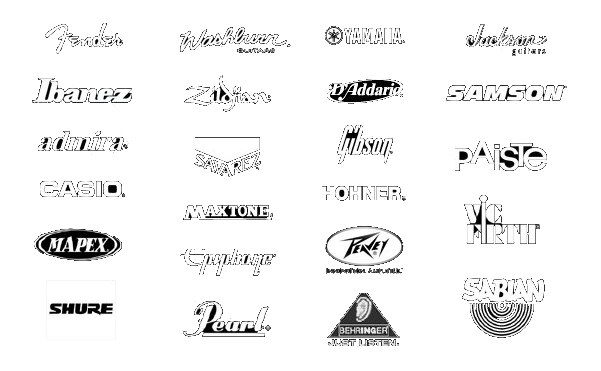 Fender
Washburn
GUITARS
YAMAHA
Jackson
guitars
Ibanez
Zildjian
D'Addario
SAMSON
admira
SAVAREZ
Gibson
PAiSTe
CASIO
MAXTONE
HOHNER
VIC
FIRTH
MAPEX
Epiphone
PEAVEY
SHURE
Pearl
BEHRINGER
JUST LISTEN.
SABIAN